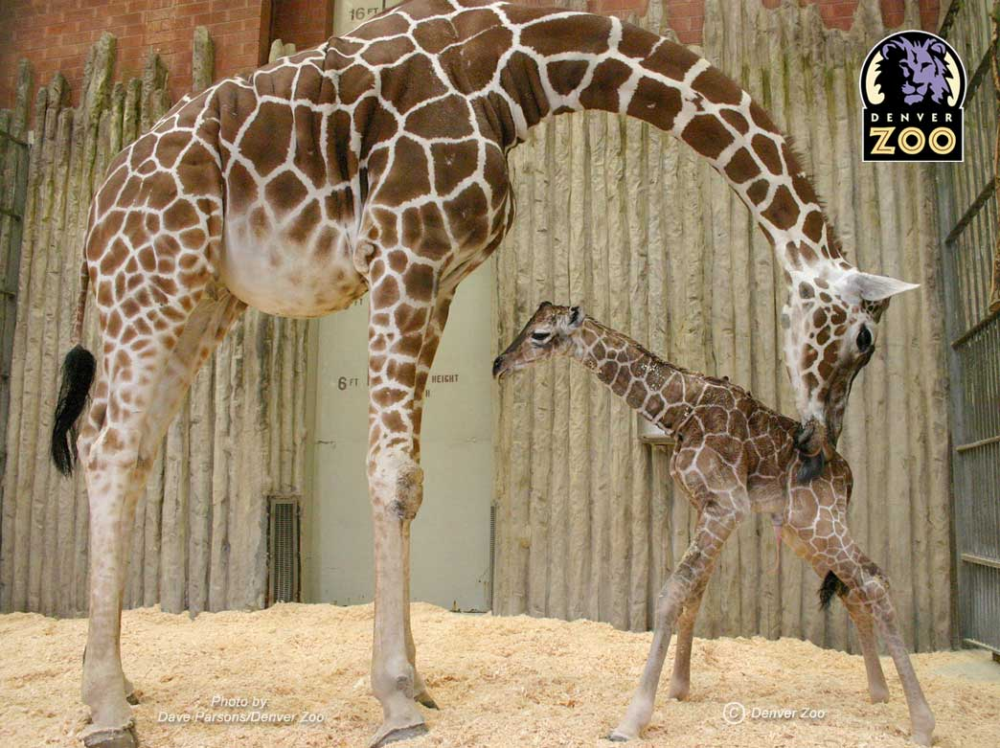 16 FT
DENVER
ZOO
6 FT
HEIGHT
Photo by
Dave Parsons/Denver Zoo
© Denver Zoo